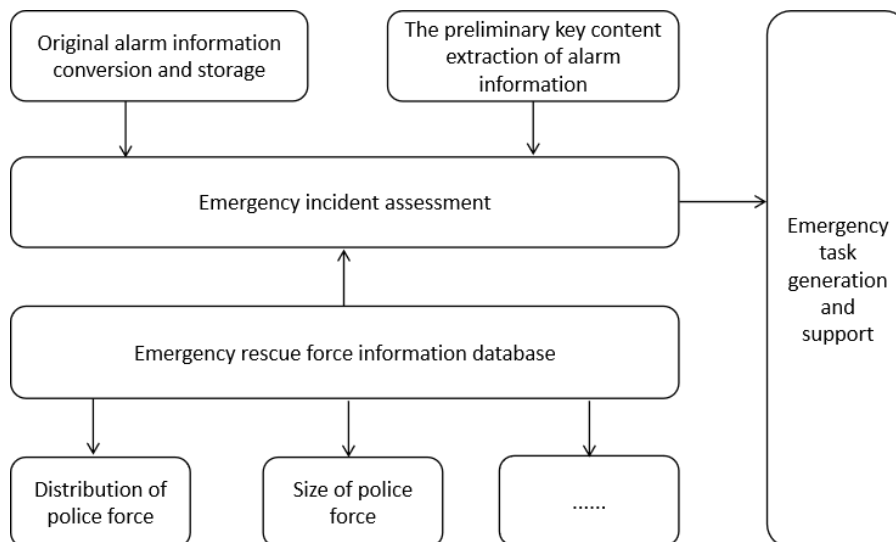 Original alarm information
conversion and storage
The preliminary key content
extraction of alarm
information
Emergency incident assessment
Emergency
task
generation
and
support
Emergency rescue force information database
Distribution of
police force
Size of police
force
......